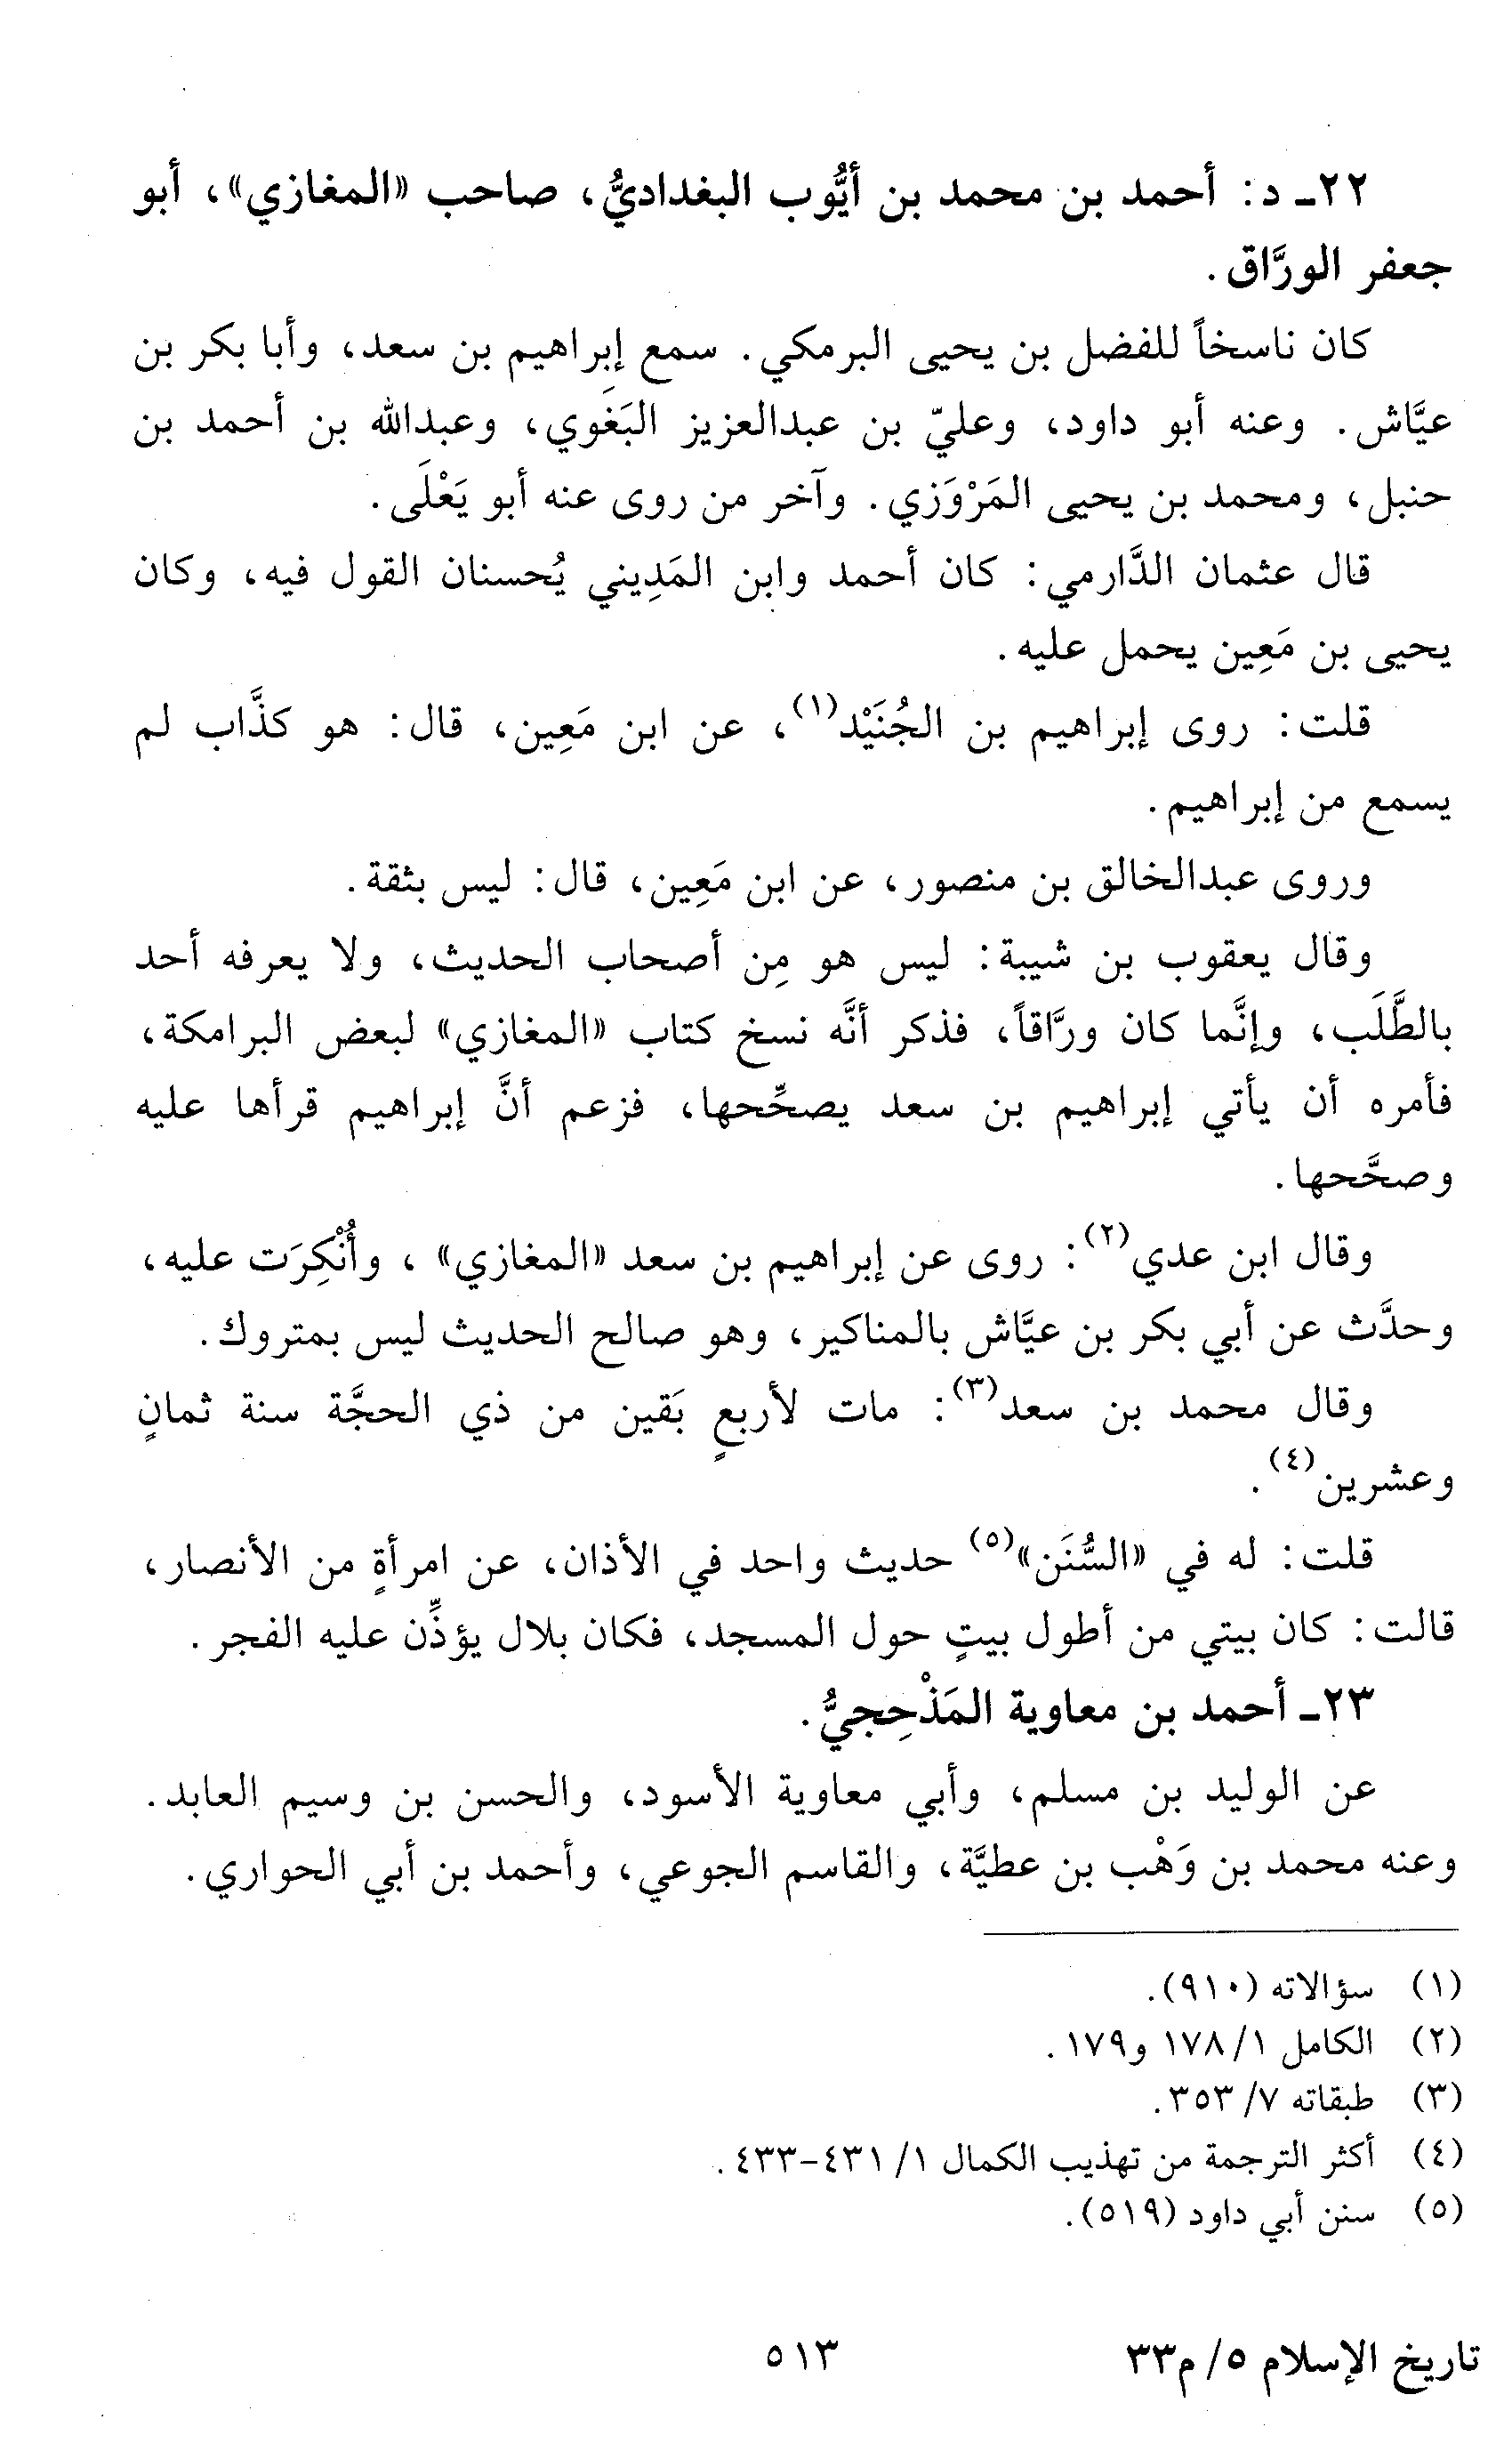 ٢٢ـ د: أحمد بن محمد بن أيُّوب البغداديُّ، صاحب «المغازي»، أبو
جعفر الورَّاق.
كان ناسخاً للفضل بن يحيى البرمكي. سمع إبراهيم بن سعد، وأبا بكر بن
عيَّاش. وعنه أبو داود، وعليّ بن عبدالعزيز البَغَوي، وعبدالله بن أحمد بن
حنبل، ومحمد بن يحيى المَرْوَزي. وآخر من روى عنه أبو يَعْلَى.
قال عثمان الدَّارمي: كان أحمد وابن المَدِيني يُحسنان القول فيه، وكان
يحيى بن مَعِين يحمل عليه.
قلت: روى إبراهيم بن الجُنَيْد(١)، عن ابن مَعِين، قال: هو كذَّاب لم
يسمع من إبراهيم.
وروى عبدالخالق بن منصور، عن ابن مَعِين، قال: ليس بثقة.
وقال يعقوب بن شيبة: ليس هو مِن أصحاب الحديث، ولا يعرفه أحد
بالطَّلَب، وإنَّما كان ورَّاقاً، فذكر أنَّه نسخ كتاب «المغازي» لبعض البرامكة،
فأمره أن يأتي إبراهيم بن سعد يصحِّحها، فزعم أنَّ إبراهيم قرأها عليه
وصحَّحها.
وقال ابن عدي(٢): روى عن إبراهيم بن سعد «المغازي»، وأُنْكِرَت عليه،
وحدَّث عن أبي بكر بن عيَّاش بالمناكير، وهو صالح الحديث ليس بمتروك.
وقال محمد بن سعد(٣): مات لأربعٍ بَقين من ذي الحجَّة سنة ثمانٍ
وعشرين(٤).
قلت: له في «السُّنَن»(٥) حديث واحد في الأذان، عن امرأةٍ من الأنصار،
قالت: كان بيتي من أطول بيتٍ حول المسجد، فكان بلال يؤذِّن عليه الفجر.
٢٣ـ أحمد بن معاوية المَذْحِجيُّ.
عن الوليد بن مسلم، وأبي معاوية الأسود، والحسن بن وسيم العابد.
وعنه محمد بن وَهْب بن عطيَّة، والقاسم الجوعي، وأحمد بن أبي الحواري.
(١) سؤالاته (٩١٠).
(٢) الكامل ١/ ١٧٨ و١٧٩.
(٣) طبقاته ٧/ ٣٥٣.
(٤) أكثر الترجمة من تهذيب الكمال ١/ ٤٣١-٤٣٣.
(٥) سنن أبي داود (٥١٩).
تاريخ الإسلام ٥/ م٣٣
٥١٣